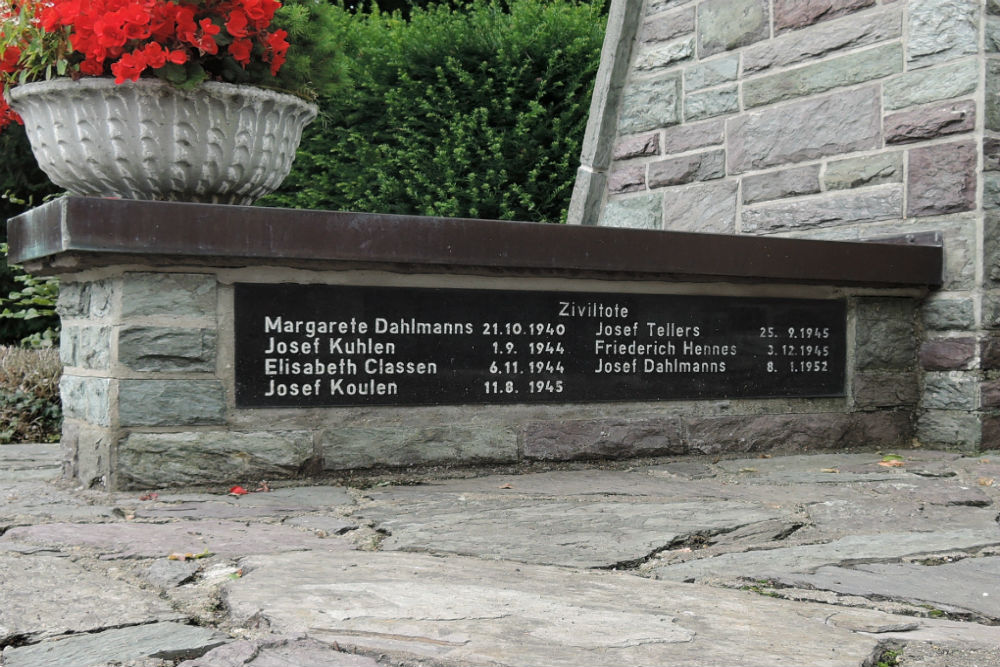 Ziviltote
Margarete Dahlmanns 21.10.1940
Josef Kuhlen 1.9. 1944
Elisabeth Classen 6.11. 1944
Josef Koulen 11.8. 1945
Josef Tellers 25. 9.1945
Friederich Hennes 3.12.1945
Josef Dahlmanns 8. 1.1952